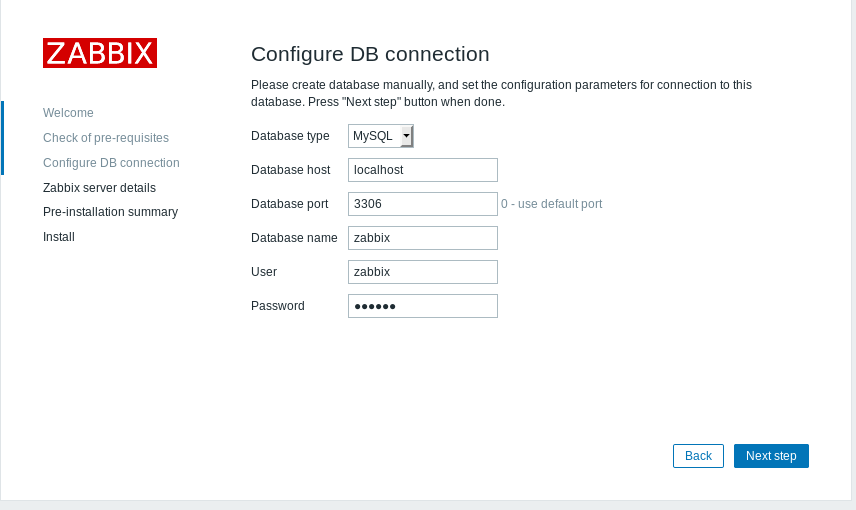 ZABBIX
Welcome
Check of pre-requisites
Configure DB connection
Zabbix server details
Pre-installation summary
Install
Configure DB connection
Please create database manually, and set the configuration parameters for connection to this
database. Press "Next step" button when done.
Database type MySQL
Database host localhost
Database port 3306 0 - use default port
Database name zabbix
User zabbix
Password ●●●●●●
Back Next step